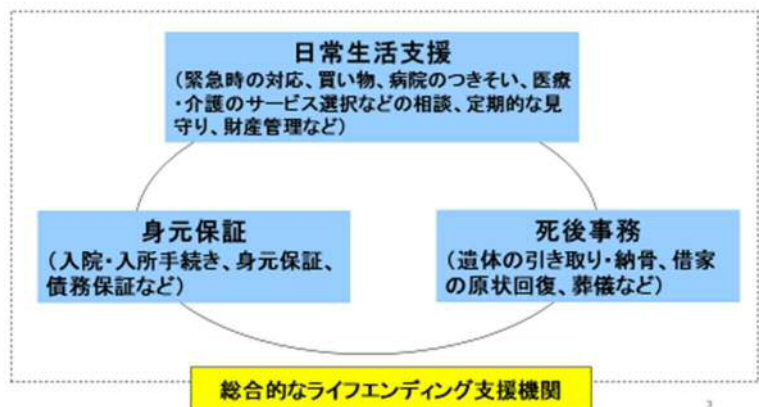 日常生活支援
（緊急時の対応、買い物、病院のつきそい、医療
・介護のサービス選択などの相談、定期的な見
守り、財産管理など）
身元保証
（入院・入所手続き、身元保証、
債務保証など）
死後事務
（遺体の引き取り・納骨、借家
の原状回復、葬儀など）
総合的なライフエンディング支援機関
3